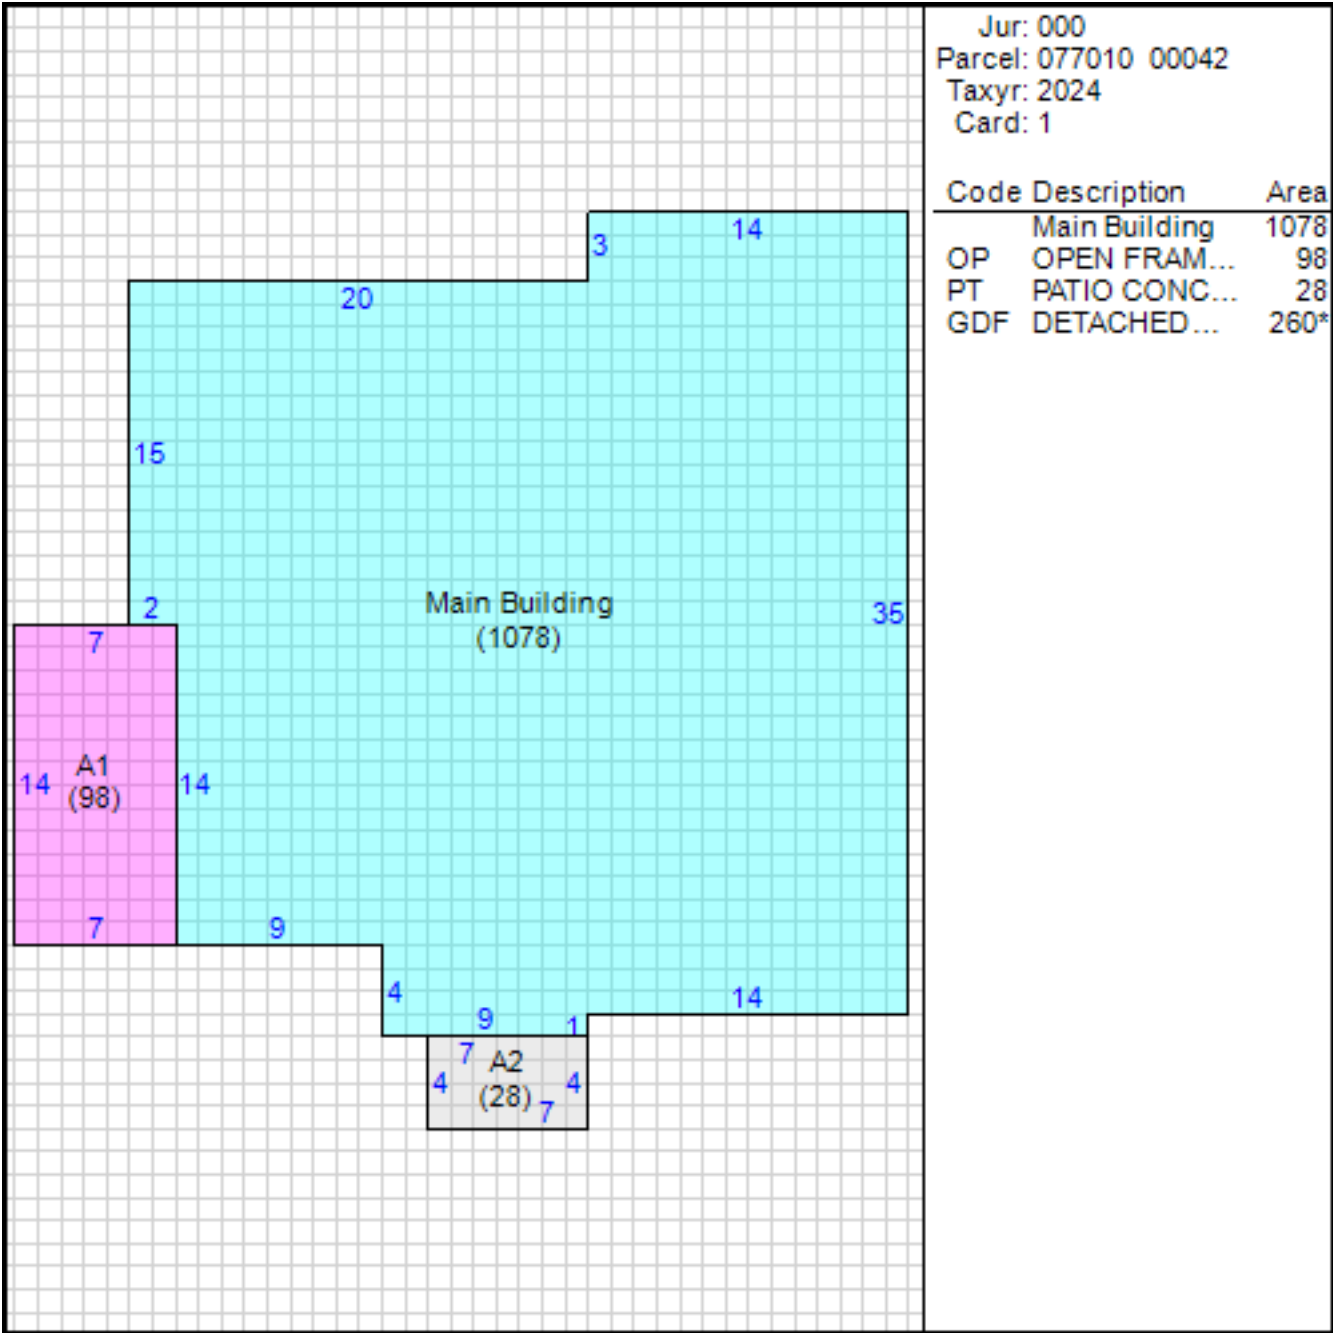 Jur: 000
Parcel: 077010 00042
Taxyr: 2024
Card: 1
Code Description Area
Main Building 1078
OP OPEN FRAM... 98
PT PATIO CONC... 28
GDF DETACHED... 260*
14
3
20
15
2
Main Building
(1078)
35
7
A1
(98)
14
14
7
9
4
14
9
1
7
A2
(28)
4
4
7